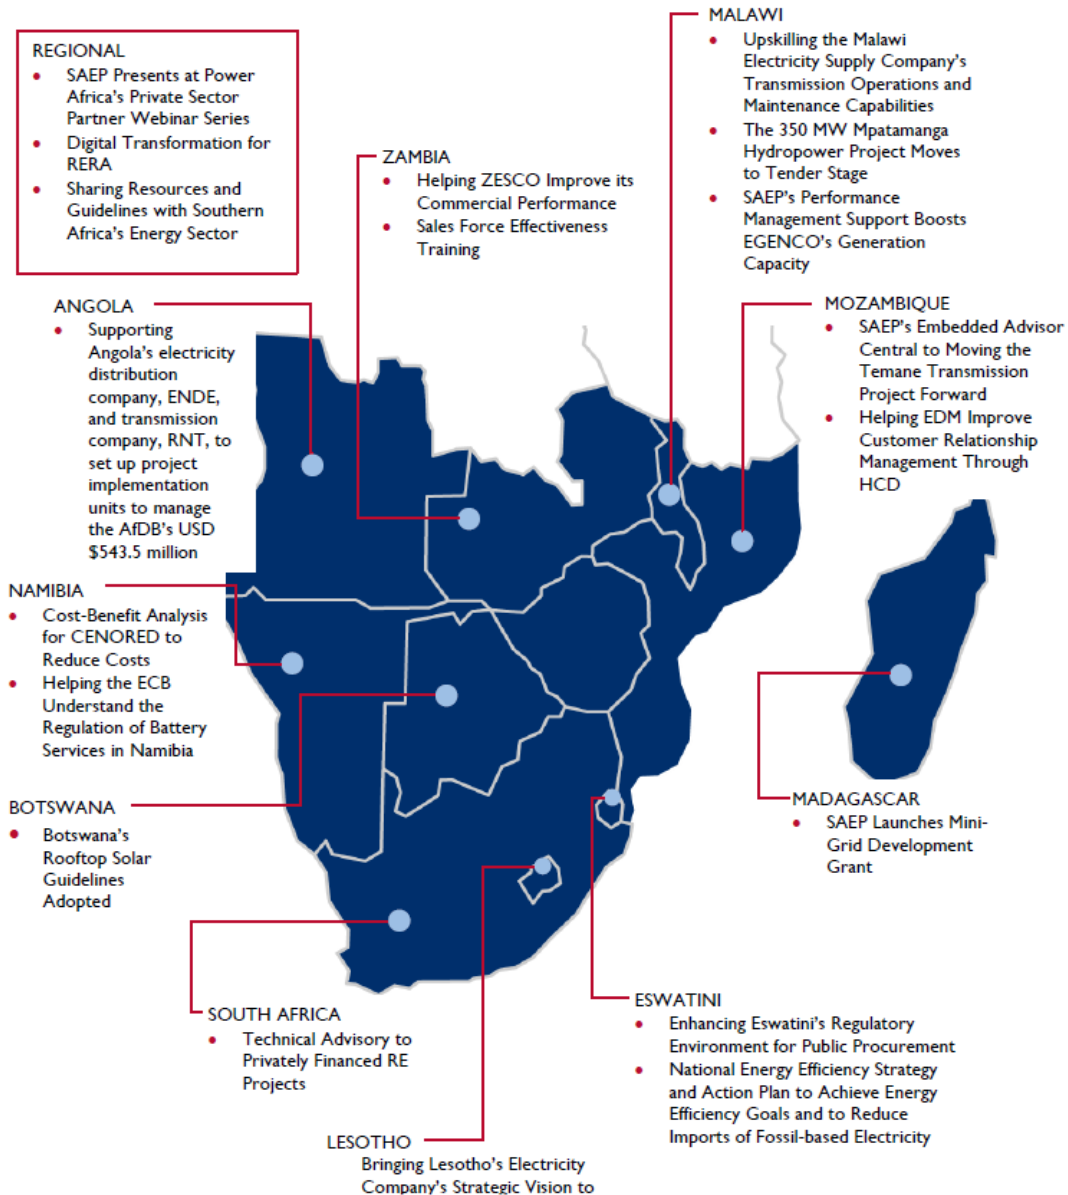 REGIONAL
• SAEP Presents at Power
Africa's Private Sector
Partner Webinar Series
• Digital Transformation for
RERA
• Sharing Resources and
Guidelines with Southern
Africa's Energy Sector
ZAMBIA
• Helping ZESCO Improve its
Commercial Performance
• Sales Force Effectiveness
Training
MALAWI
• Upskilling the Malawi
Electricity Supply Company's
Transmission Operations and
Maintenance Capabilities
• The 350 MW Mpatamanga
Hydropower Project Moves
to Tender Stage
• SAEP's Performance
Management Support Boosts
EGENCO's Generation
Capacity
ANGOLA
• Supporting
Angola's electricity
distribution
company, ENDE,
and transmission
company, RNT, to
set up project
implementation
units to manage
the AfDB's USD
$543.5 million
MOZAMBIQUE
• SAEP's Embedded Advisor
Central to Moving the
Temane Transmission
Project Forward
• Helping EDM Improve
Customer Relationship
Management Through
HCD
NAMIBIA
• Cost-Benefit Analysis
for CENORED to
Reduce Costs
• Helping the ECB
Understand the
Regulation of Battery
Services in Namibia
BOTSWANA
• Botswana's
Rooftop Solar
Guidelines
Adopted
MADAGASCAR
• SAEP Launches Mini-
Grid Development
Grant
SOUTH AFRICA
• Technical Advisory to
Privately Financed RE
Projects
ESWATINI
• Enhancing Eswatini's Regulatory
Environment for Public Procurement
• National Energy Efficiency Strategy
and Action Plan to Achieve Energy
Efficiency Goals and to Reduce
Imports of Fossil-based Electricity
LESOTHO
Bringing Lesotho's Electricity
Company's Strategic Vision to